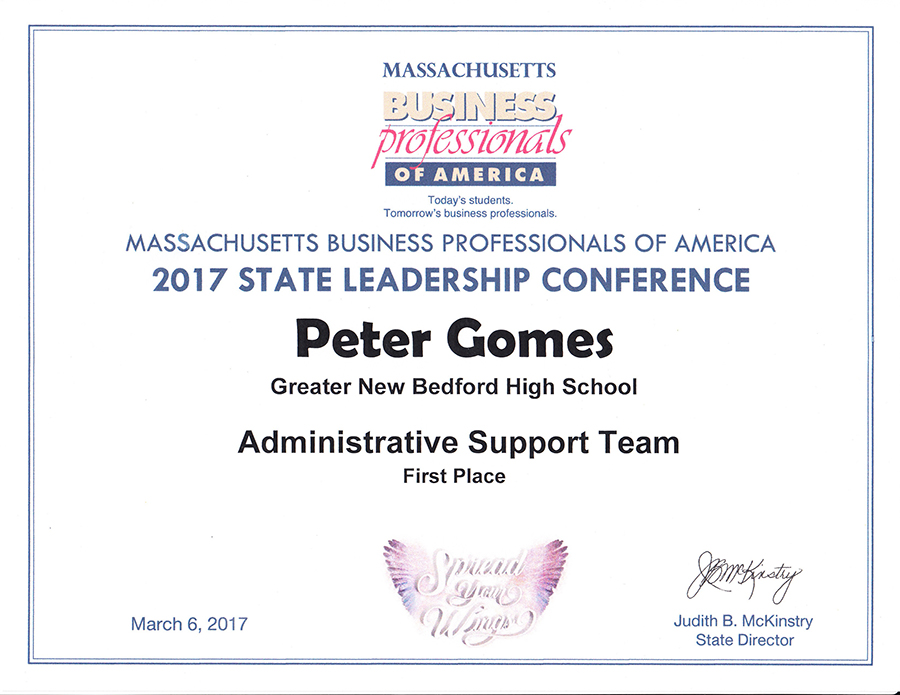 MASSACHUSETTS
BUSINESS
professionals
OF AMERICA
Today's students.
Tomorrow's business professionals.
MASSACHUSETTS BUSINESS PROFESSIONALS OF AMERICA
2017 STATE LEADERSHIP CONFERENCE
Peter Gomes
Greater New Bedford High School
Administrative Support Team
First Place
Spread
Your
Wings
JBMcKinstry
March 6, 2017
Judith B. McKinstry
State Director